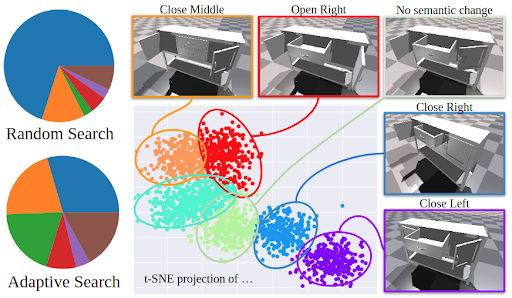 Close Middle
Open Right
No semantic change
Random Search
Close Right
Close Left
Adaptive Search
t-SNE projection of …